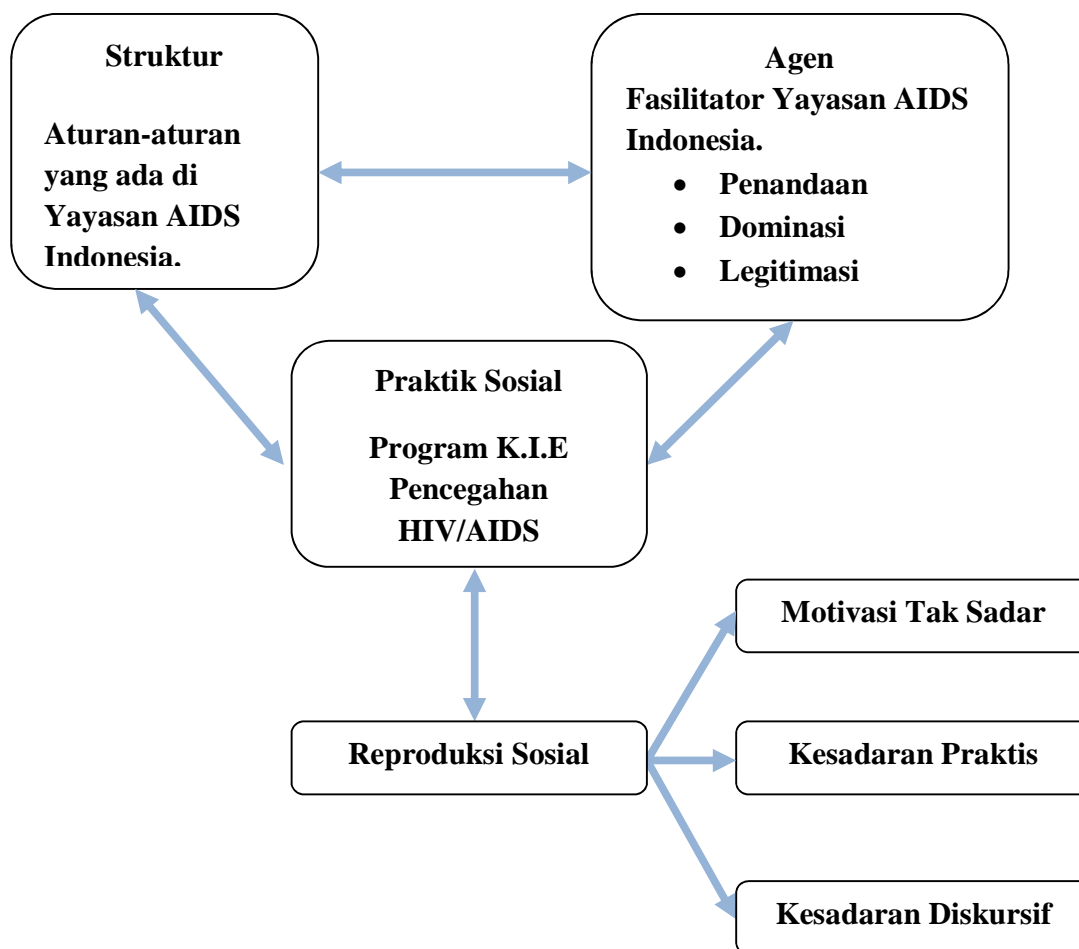 Struktur
Aturan-aturan
yang ada di
Yayasan AIDS
Indonesia.
Agen
Fasilitator Yayasan AIDS
Indonesia.
• Penandaan
• Dominasi
• Legitimasi
Praktik Sosial
Program K.I.E
Pencegahan
HIV/AIDS
Reproduksi Sosial
Motivasi Tak Sadar
Kesadaran Praktis
Kesadaran Diskursif